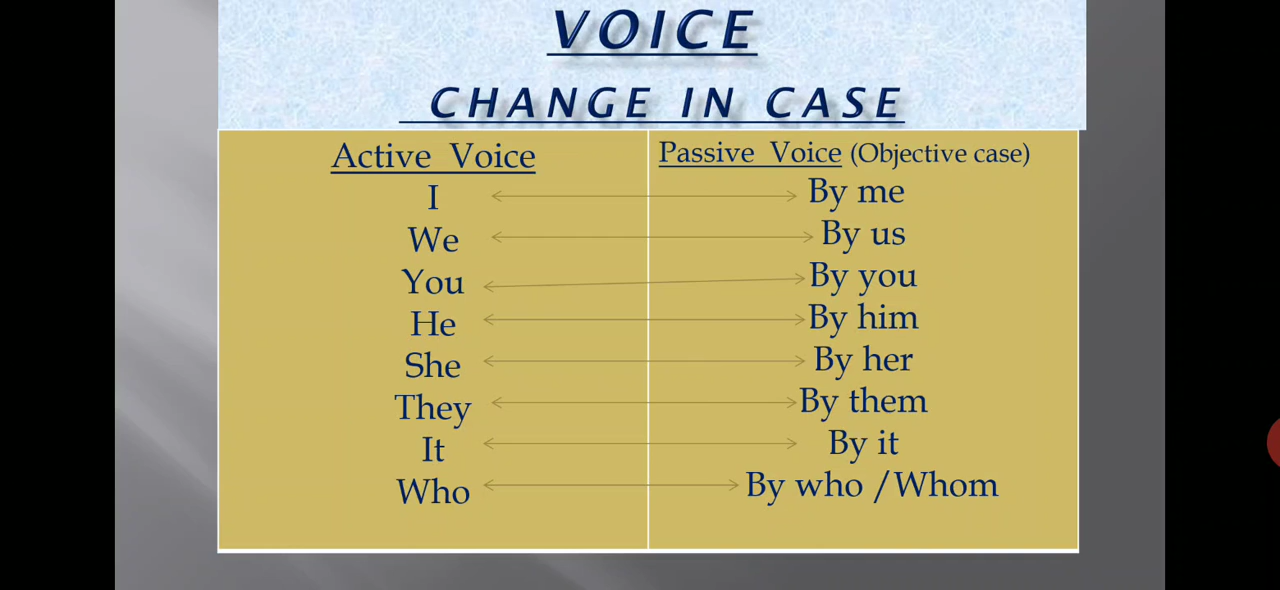 VOICE
CHANGE IN CASE
Active Voice
I
We
You
He
She
They
It
Who
Passive Voice (Objective case)
By me
By us
By you
By him
By her
By them
By it
By who /Whom